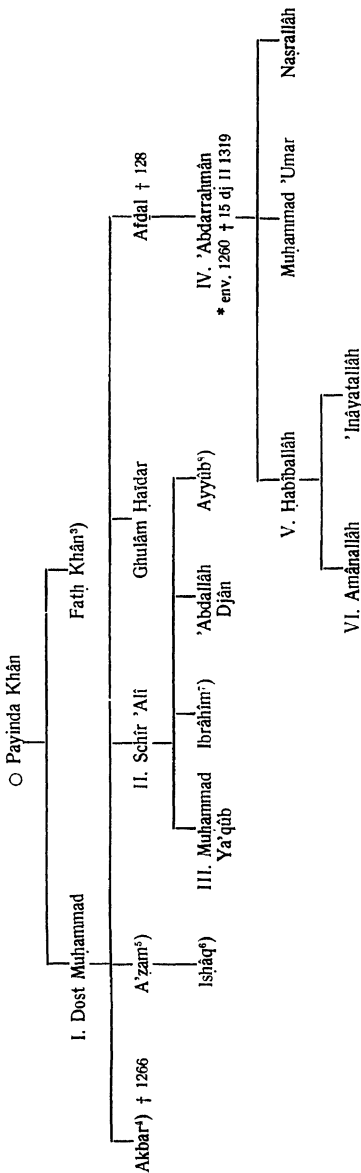 ○ Payinda Khân
I. Dost Muḥammad
Fatḥ Khân³)
Akbar⁴) † 1266
A'ẓam⁵)
II. Schîr 'Alî
Ghulâm Ḥaïdar
Afdal † 128
Isḥâq⁶)
III. Muḥammad
Ya'qûb
Ibrâhîm⁷)
'Abdallâh
Djân
Ayyûb⁸)
IV. 'Abdarraḥmân
* env. 1260 † 15 dj II 1319
V. Ḥabîballâh
Muḥammad 'Umar
Naṣrallâh
VI. Amânallâh
'Inâyatallâh